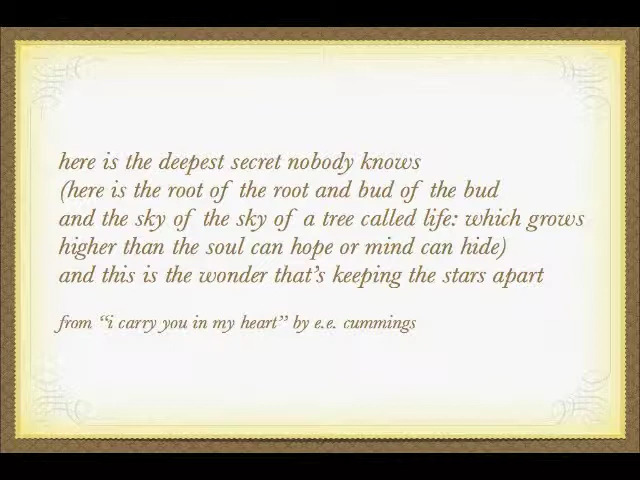 here is the deepest secret nobody knows
(here is the root of the root and bud of the bud
and the sky of the sky of a tree called life: which grows
higher than the soul can hope or mind can hide)
and this is the wonder that’s keeping the stars apart
from “i carry you in my heart” by e.e. cummings